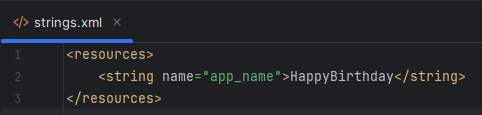 </> strings.xml ×
1 <resources>
2 <string name="app_name">HappyBirthday</string>
3 </resources>